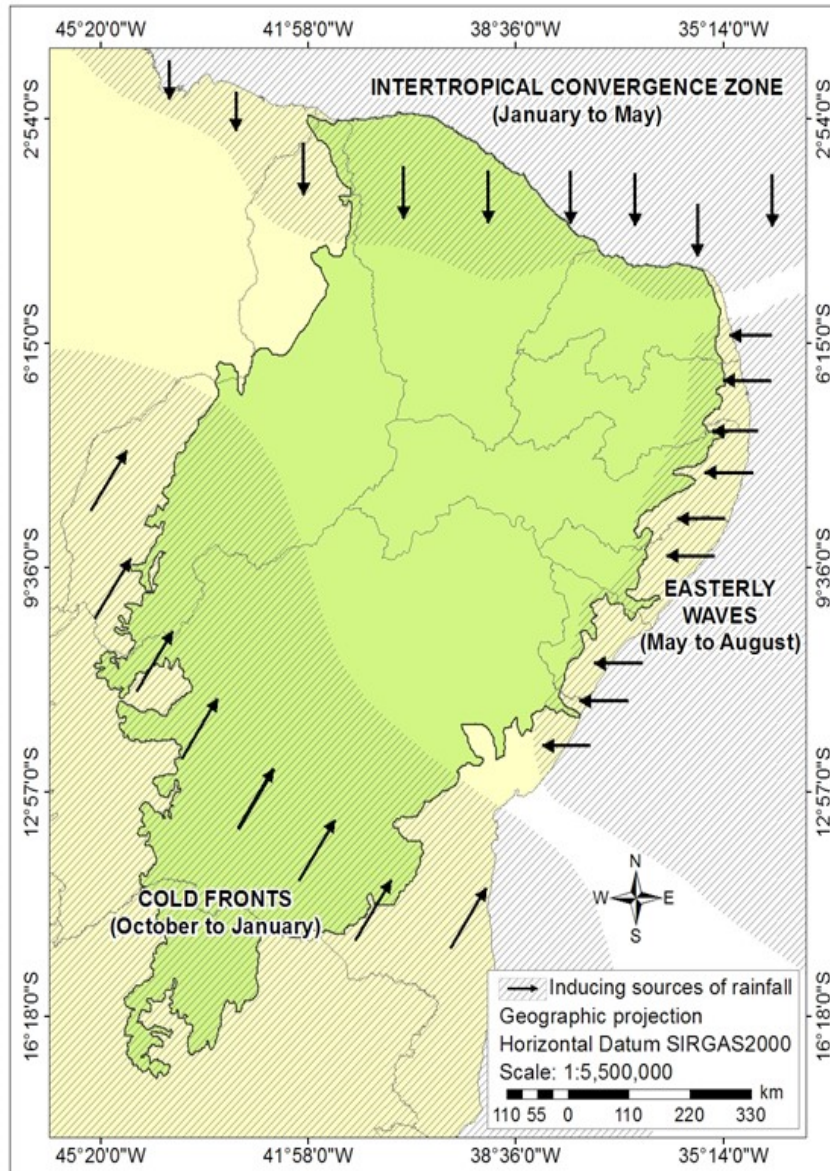 45°20'0"W 41°58'0"W 38°36'0"W 35°14'0"W
INTERTROPICAL CONVERGENCE ZONE
(January to May)
2°54'0"S 2°54'0"S
6°15'0"S 6°15'0"S
9°36'0"S 9°36'0"S
EASTERLY
WAVES
(May to August)
12°57'0"S 12°57'0"S
COLD FRONTS
(October to January)
N
W E
S
Inducing sources of rainfall
Geographic projection
Horizontal Datum SIRGAS2000
Scale: 1:5,500,000
km
110 55 0 110 220 330
16°18'0"S 16°18'0"S
45°20'0"W 41°58'0"W 38°36'0"W 35°14'0"W